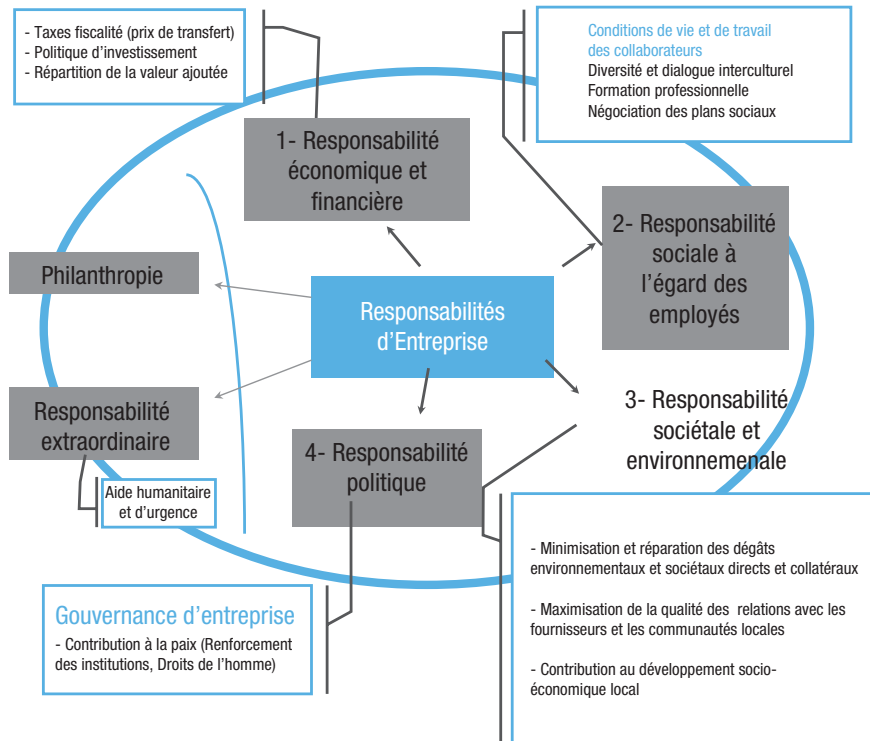 - Taxes fiscalité (prix de transfert)
- Politique d’investissement
- Répartition de la valeur ajoutée
Conditions de vie et de travail
des collaborateurs
Diversité et dialogue interculturel
Formation professionnelle
Négociation des plans sociaux
1- Responsabilité
économique et
financière
2- Responsabilité
sociale à
l’égard des
employés
Philanthropie
Responsabilités
d’Entreprise
Responsabilité
extraordinaire
3- Responsabilité
sociétale et
environnemenale
4- Responsabilité
politique
Aide humanitaire
et d’urgence
- Minimisation et réparation des dégâts
environnementaux et sociétaux directs et collatéraux
- Maximisation de la qualité des relations avec les
fournisseurs et les communautés locales
- Contribution au développement socio-
économique local
Gouvernance d’entreprise
- Contribution à la paix (Renforcement
des institutions, Droits de l’homme)